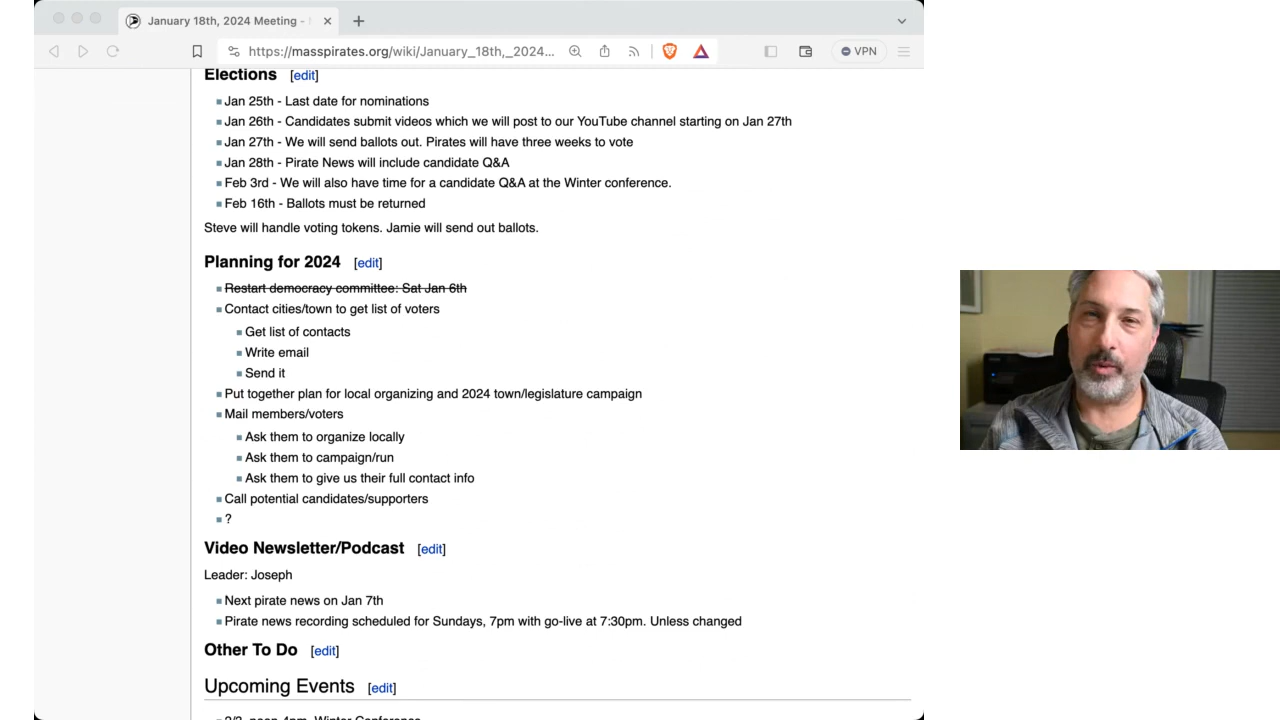 January 18th, 2024 Meeting -
https://masspirates.org/wiki/January_18th,_2024...
VPN
Elections [edit]
Jan 25th - Last date for nominations
Jan 26th - Candidates submit videos which we will post to our YouTube channel starting on Jan 27th
Jan 27th - We will send ballots out. Pirates will have three weeks to vote
Jan 28th - Pirate News will include candidate Q&A
Feb 3rd - We will also have time for a candidate Q&A at the Winter conference.
Feb 16th - Ballots must be returned
Steve will handle voting tokens. Jamie will send out ballots.
Planning for 2024 [edit]
Restart democracy committee: Sat Jan 6th
Contact cities/town to get list of voters
Get list of contacts
Write email
Send it
Put together plan for local organizing and 2024 town/legislature campaign
Mail members/voters
Ask them to organize locally
Ask them to campaign/run
Ask them to give us their full contact info
Call potential candidates/supporters
?
Video Newsletter/Podcast [edit]
Leader: Joseph
Next pirate news on Jan 7th
Pirate news recording scheduled for Sundays, 7pm with go-live at 7:30pm. Unless changed
Other To Do [edit]
Upcoming Events [edit]